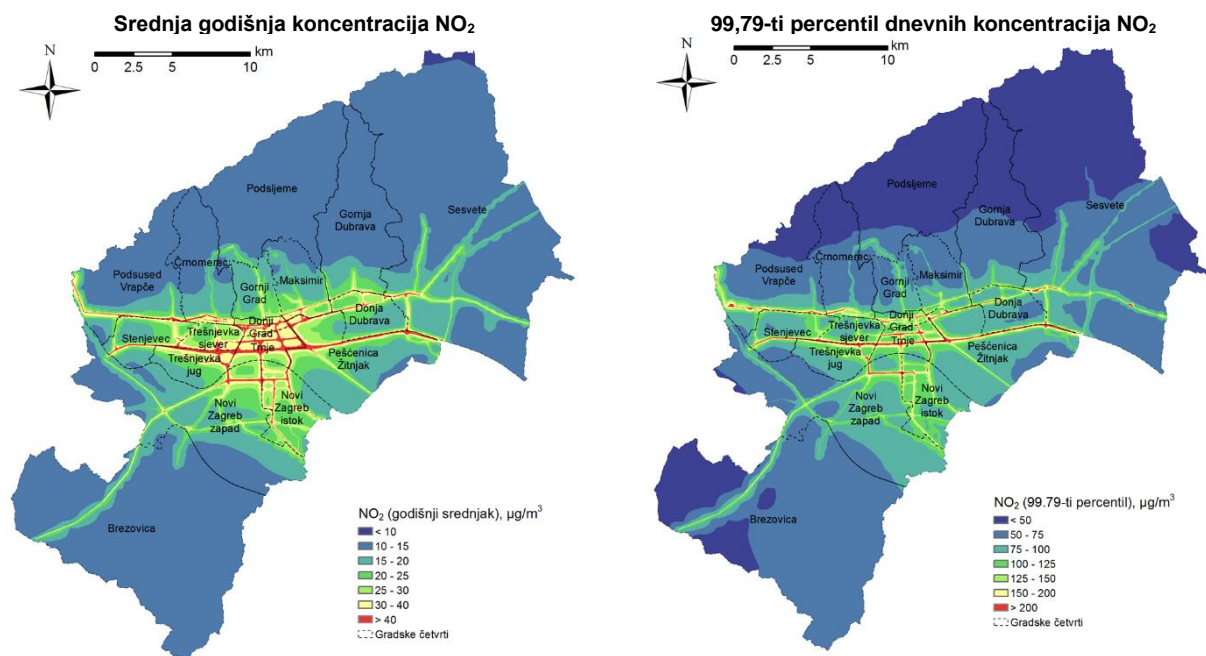 Srednja godišnja koncentracija NO₂
N
km
0 2.5 5 10
Podsljeme
Gornja
Dubrava
Sesvete
Podsused
Vrapče
Črnomerec
Gornji
Grad
Maksimir
Donji
Grad
Donja
Dubrava
Stenjevec
Trešnjevka
sjever
Trnje
Trešnjevka
jug
Pešćenica
Žitnjak
Novi
Zagreb
zapad
Novi
Zagreb
istok
Brezovica
NO₂ (godišnji srednjak), µg/m³
< 10
10 - 15
15 - 20
20 - 25
25 - 30
30 - 40
> 40
Gradske četvrti
99,79-ti percentil dnevnih koncentracija NO₂
N
km
0 2.5 5 10
Podsljeme
Gornja
Dubrava
Sesvete
Podsused
Vrapče
Črnomerec
Gornji
Grad
Maksimir
Donji
Grad
Donja
Dubrava
Stenjevec
Trešnjevka
sjever
Trnje
Trešnjevka
jug
Pešćenica
Žitnjak
Novi
Zagreb
zapad
Novi
Zagreb
istok
Brezovica
NO₂ (99.79-ti percentil), µg/m³
< 50
50 - 75
75 - 100
100 - 125
125 - 150
150 - 200
> 200
Gradske četvrti